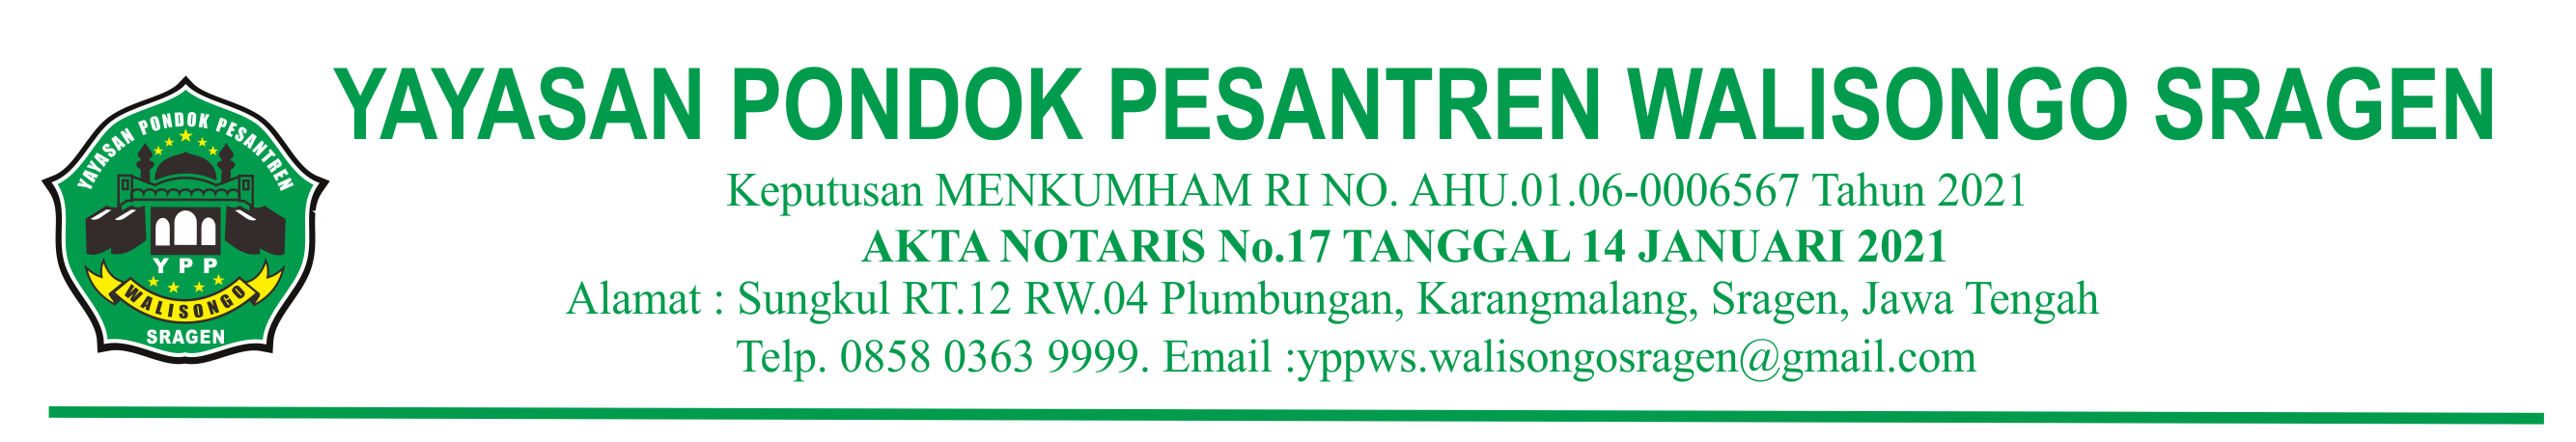 YAYASAN PONDOK PESANTREN WALISONGO SRAGEN
Keputusan MENKUMHAM RI NO. AHU.01.06-0006567 Tahun 2021
AKTA NOTARIS No.17 TANGGAL 14 JANUARI 2021
Alamat : Sungkul RT.12 RW.04 Plumbungan, Karangmalang, Sragen, Jawa Tengah
Telp. 0858 0363 9999. Email :yppws.walisongosragen@gmail.com
YAYASAN PONDOK PESANTREN
YPP
WALISONGO
SRAGEN